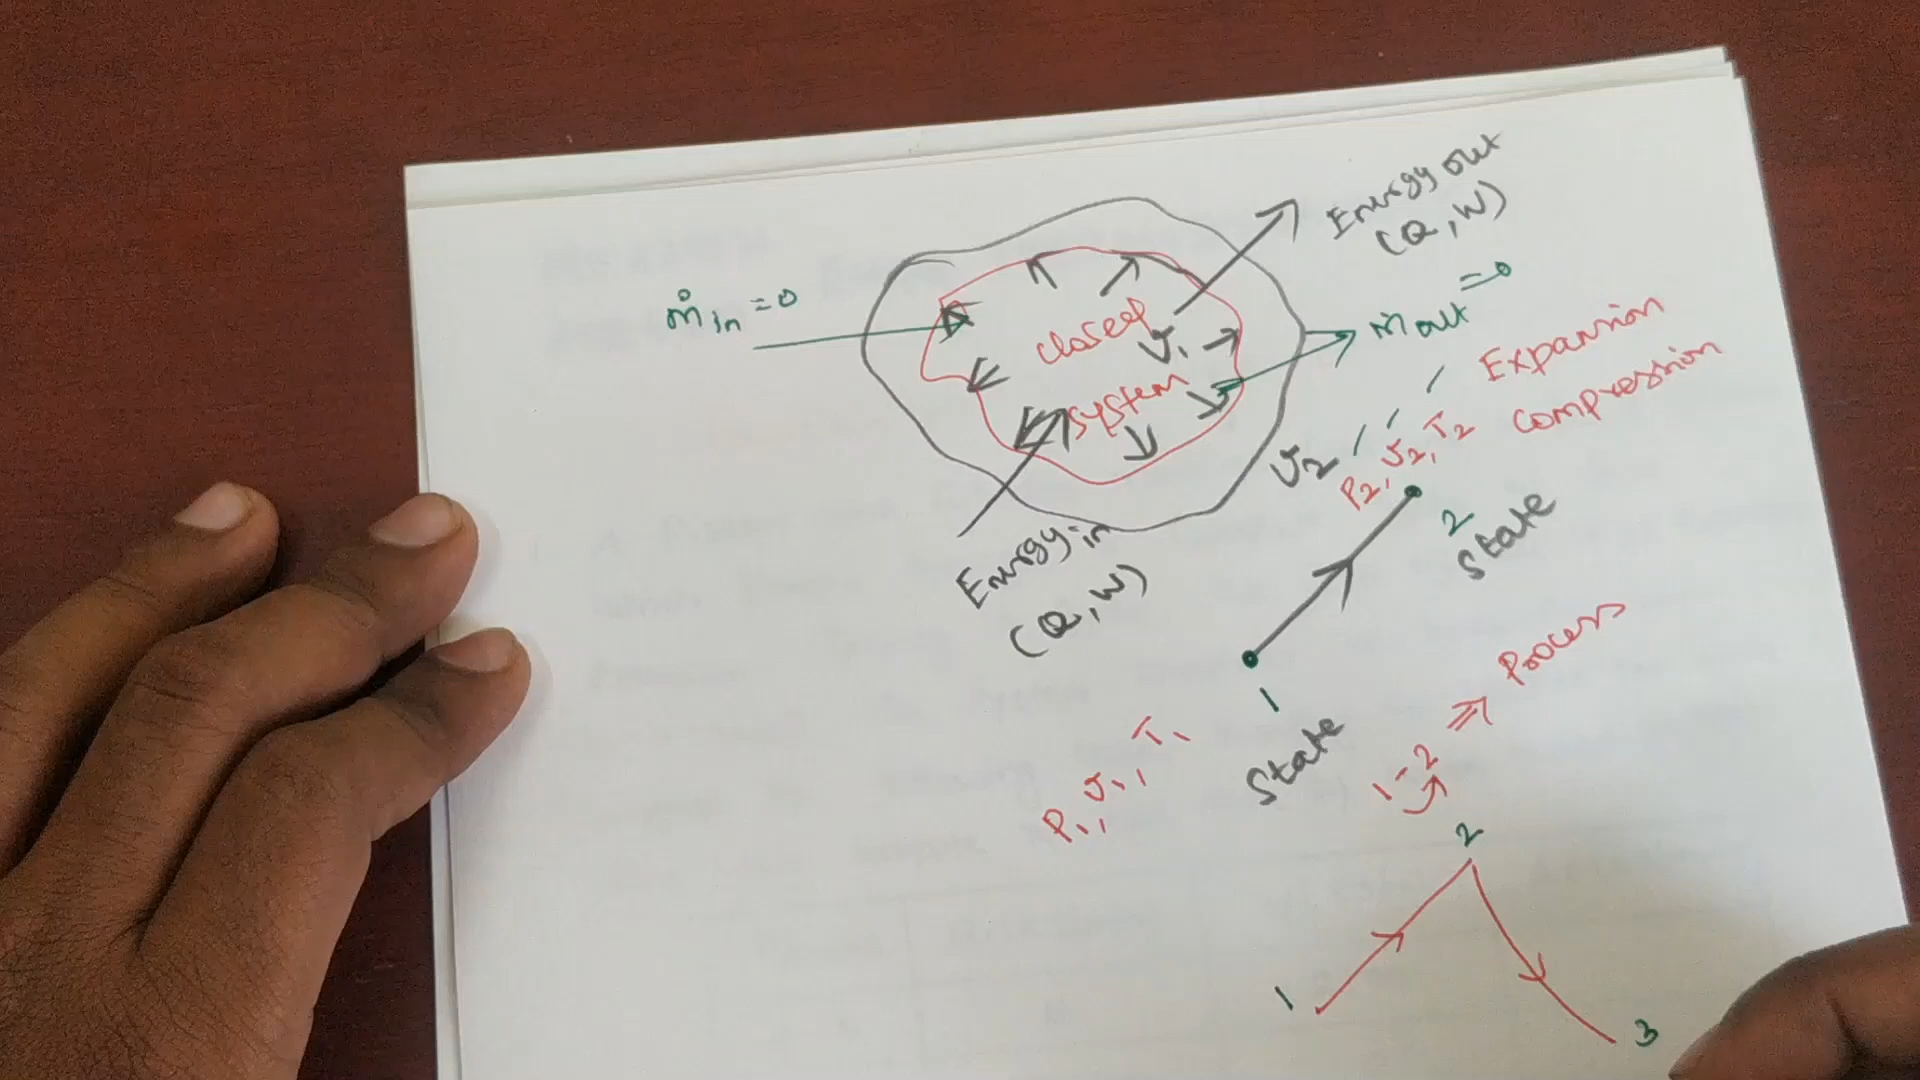 Energy out
(Q, W)
ṁin = 0
ṁout = 0
closed
system
v1
v2
Expansion
Compression
P2, v2, T2
2
State
Energy in
(Q, W)
1
State
P1, v1, T1
1-2 ⇒ Process
2
1
3